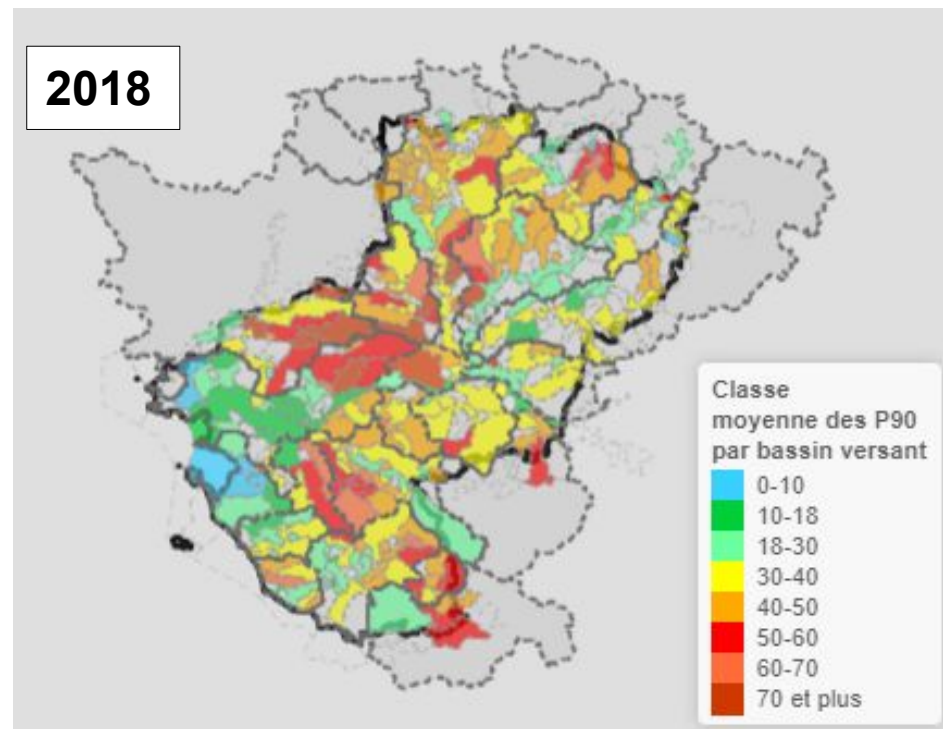 2018
Classe
moyenne des P90
par bassin versant
0-10
10-18
18-30
30-40
40-50
50-60
60-70
70 et plus